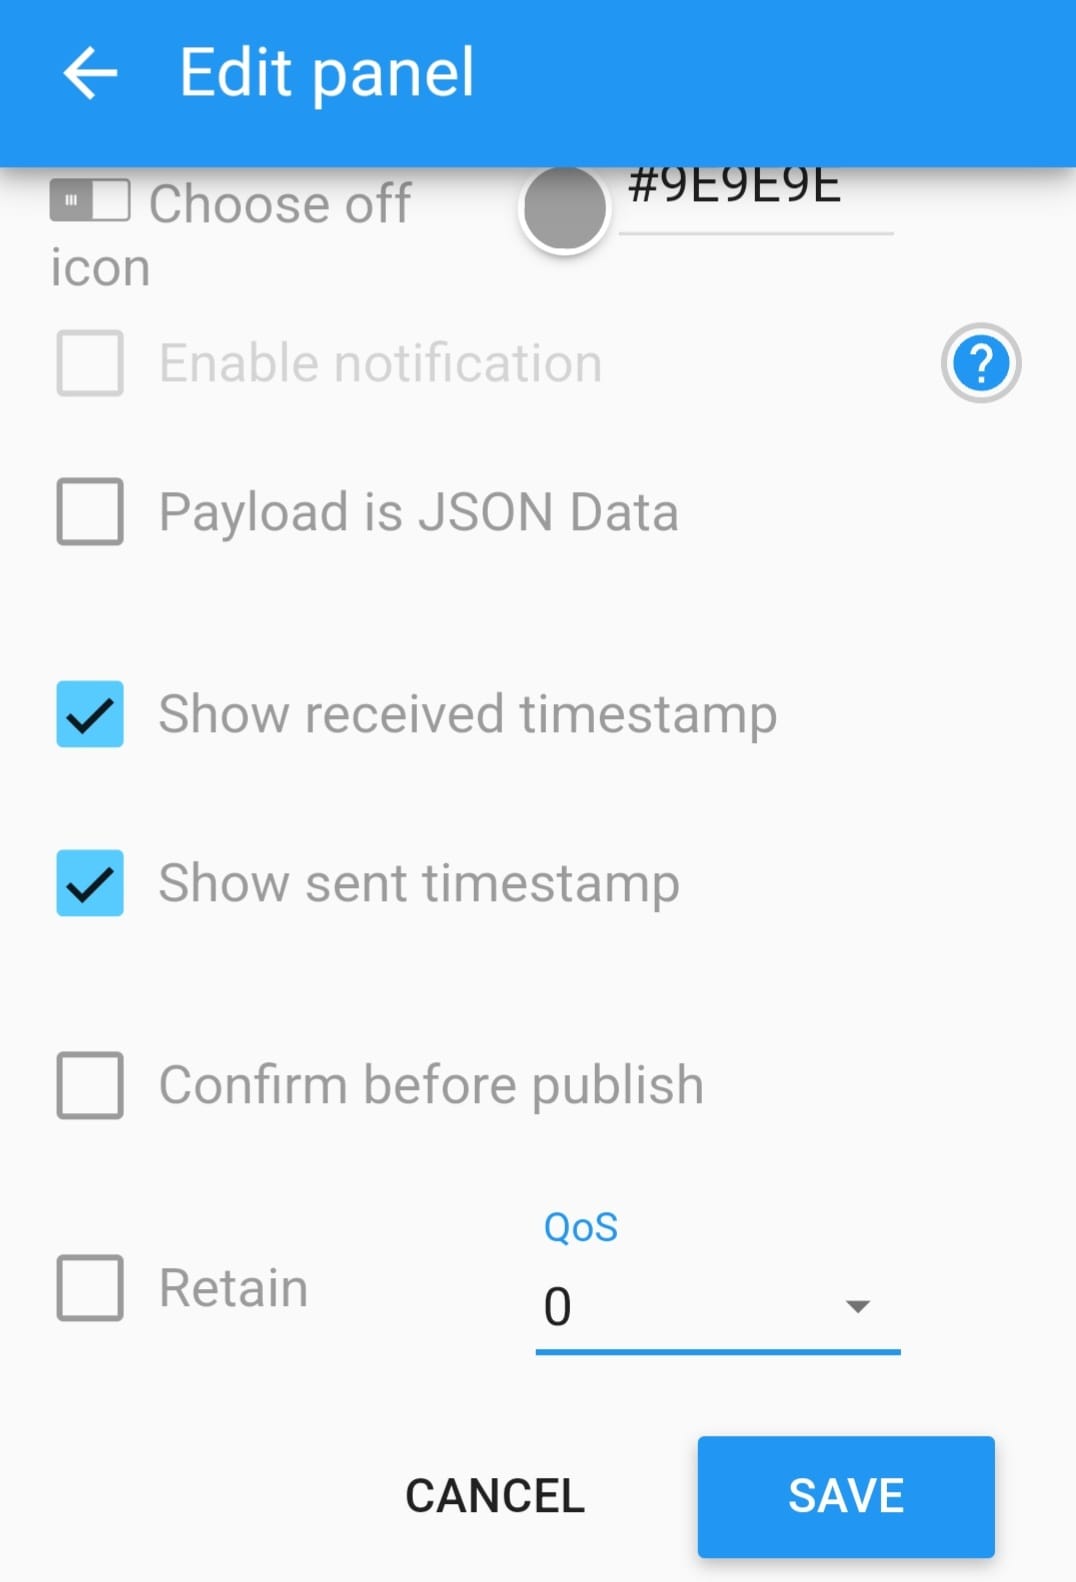 Edit panel
Choose off
icon
#9E9E9E
Enable notification
?
Payload is JSON Data
Show received timestamp
Show sent timestamp
Confirm before publish
QoS
Retain
0
CANCEL
SAVE